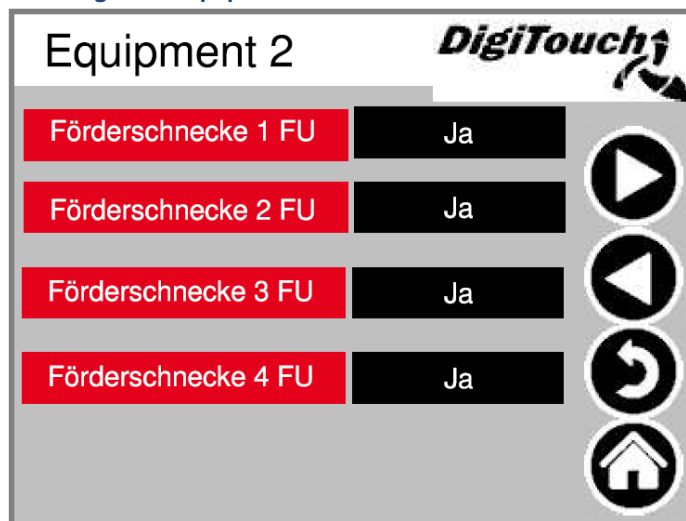 Equipment 2
DigiTouch
Förderschnecke 1 FU Ja
Förderschnecke 2 FU Ja
Förderschnecke 3 FU Ja
Förderschnecke 4 FU Ja